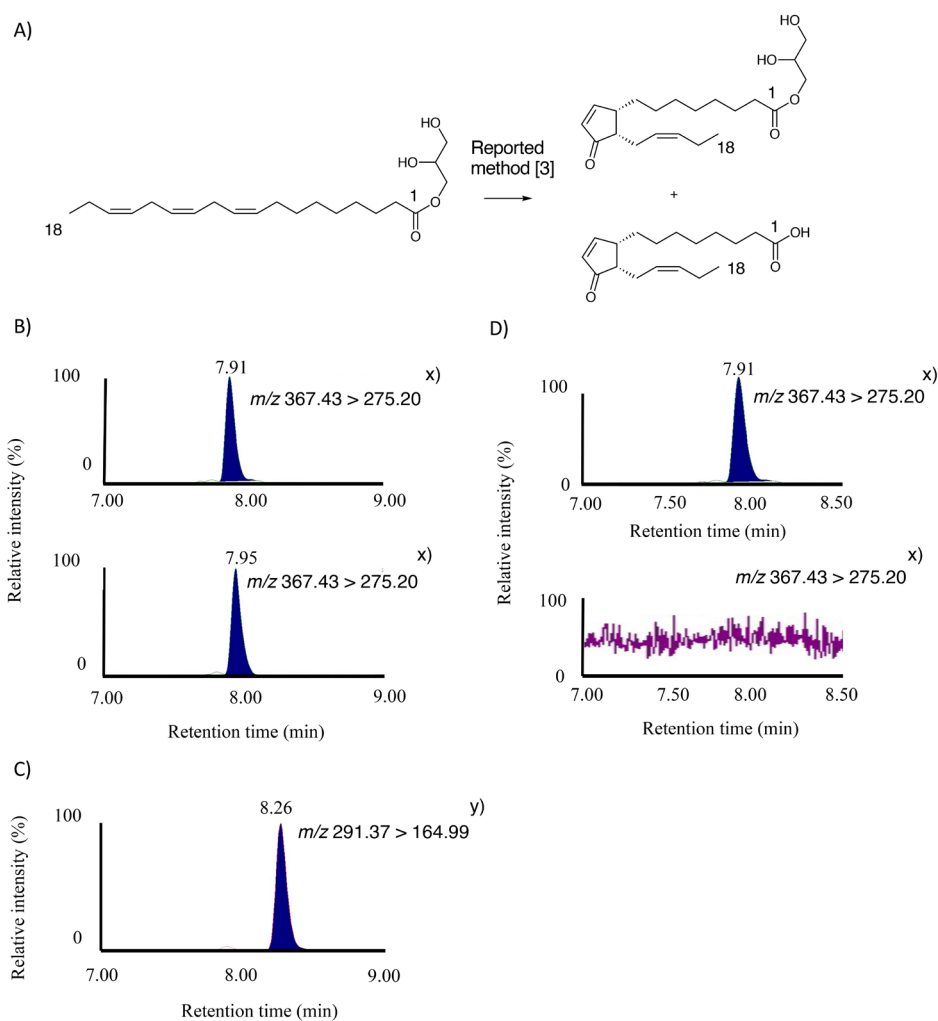 A)
HO
HO
1
O
O
18
Reported
method [3]
HO
HO
1
O
O
O
18
+
1
OH
O
O
18
B)
100
7.91
x)
m/z 367.43 > 275.20
0
7.00
8.00
9.00
100
7.95
x)
m/z 367.43 > 275.20
0
7.00
8.00
9.00
Relative intensity (%)
Retention time (min)
D)
100
7.91
x)
m/z 367.43 > 275.20
0
7.00
8.00
8.50
Retention time (min)
x)
m/z 367.43 > 275.20
100
0
7.00
7.50
8.00
8.50
Relative intensity (%)
Retention time (min)
C)
100
8.26
y)
m/z 291.37 > 164.99
0
7.00
8.00
9.00
Relative intensity (%)
Retention time (min)